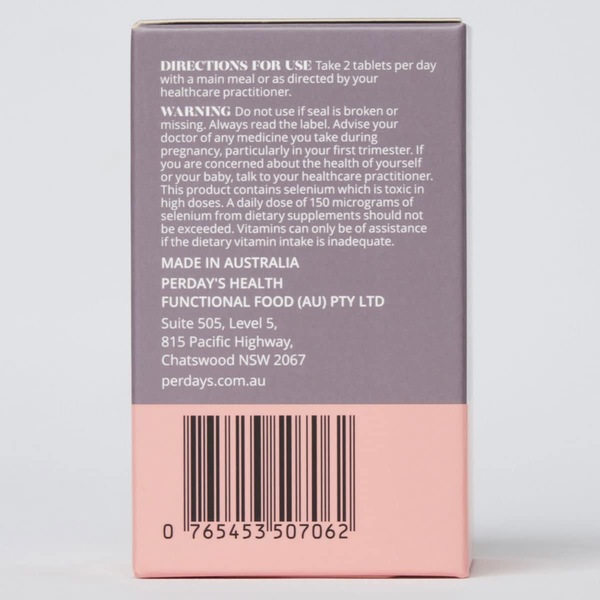 DIRECTIONS FOR USE Take 2 tablets per day
with a main meal or as directed by your
healthcare practitioner.
WARNING Do not use if seal is broken or
missing. Always read the label. Advise your
doctor of any medicine you take during
pregnancy, particularly in your first trimester. If
you are concerned about the health of yourself
or your baby, talk to your healthcare practitioner.
This product contains selenium which is toxic in
high doses. A daily dose of 150 micrograms of
selenium from dietary supplements should not
be exceeded. Vitamins can only be of assistance
if the dietary vitamin intake is inadequate.
MADE IN AUSTRALIA
PERDAY'S HEALTH
FUNCTIONAL FOOD (AU) PTY LTD
Suite 505, Level 5,
815 Pacific Highway,
Chatswood NSW 2067
perdays.com.au
0 765453 507062